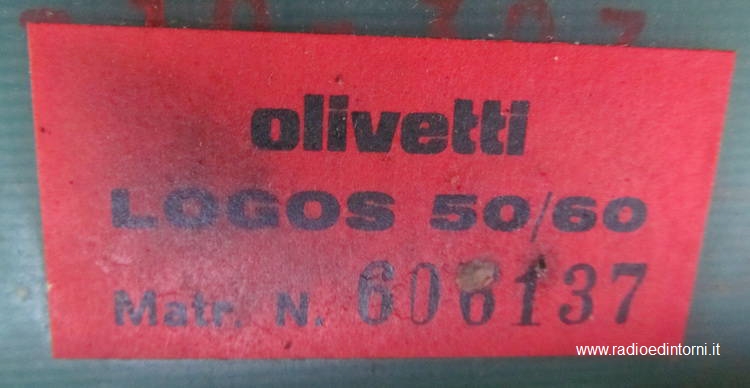 olivetti
LOGOS 50/60
Matr. N. 606137
www.radioedintorni.it